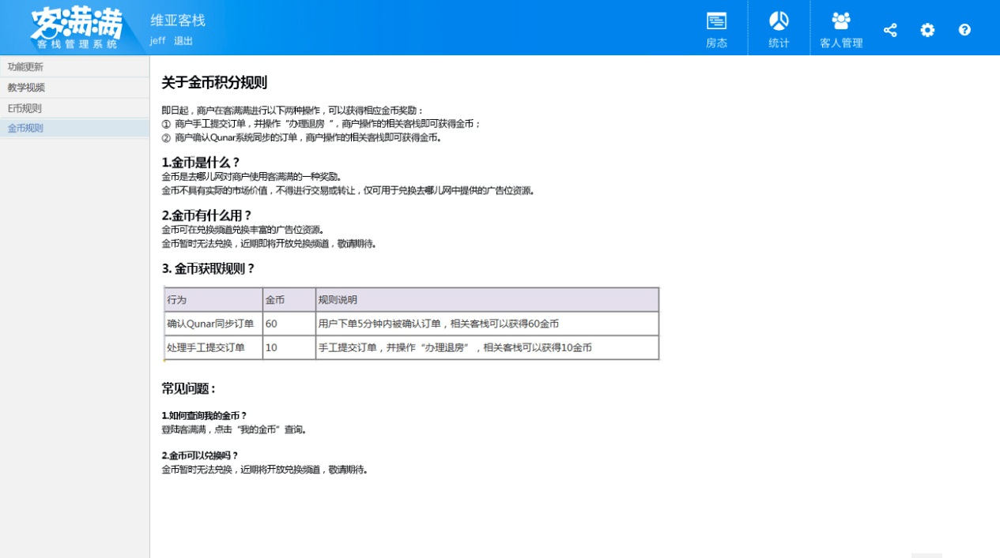 客满满
客栈管理系统
维亚客栈
jeff 退出
房态
统计
客人管理
功能更新
教学视频
E币规则
金币规则
关于金币积分规则
即日起，商户在客满满进行以下两种操作，可以获得相应金币奖励：
① 商户手工提交订单，并操作“办理退房 “，商户操作的相关客栈即可获得金币；
② 商户确认Qunar系统同步的订单，商户操作的相关客栈即可获得金币。
1.金币是什么？
金币是去哪儿网对商户使用客满满的一种奖励。
金币不具有实际的市场价值，不得进行交易或转让，仅可用于兑换去哪儿网中提供的广告位资源。
2.金币有什么用？
金币可在兑换频道兑换丰富的广告位资源。
金币暂时无法兑换，近期即将开放兑换频道，敬请期待。
3. 金币获取规则？
行为 金币 规则说明
确认Qunar同步订单 60 用户下单5分钟内被确认订单，相关客栈可以获得60金币
处理手工提交订单 10 手工提交订单，并操作“办理退房”，相关客栈可以获得10金币
常见问题：
1.如何查询我的金币？
登陆客满满，点击“我的金币”查询。
2.金币可以兑换吗？
金币暂时无法兑换，近期将开放兑换频道，敬请期待。